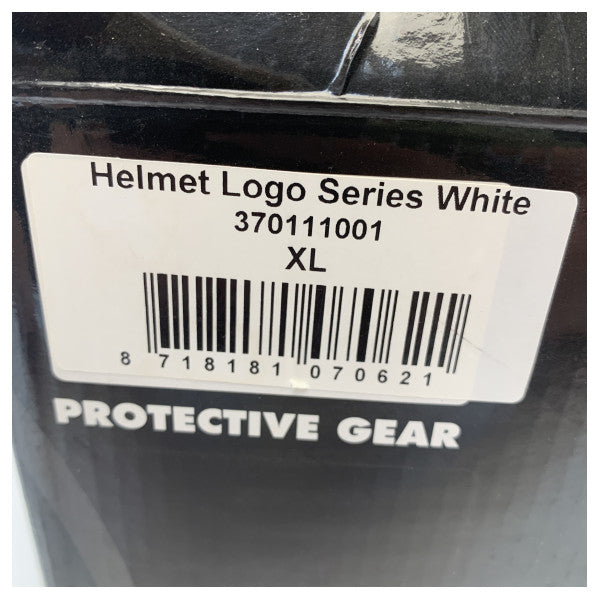 Helmet Logo Series White
370111001
XL
8 718181 070621
PROTECTIVE GEAR